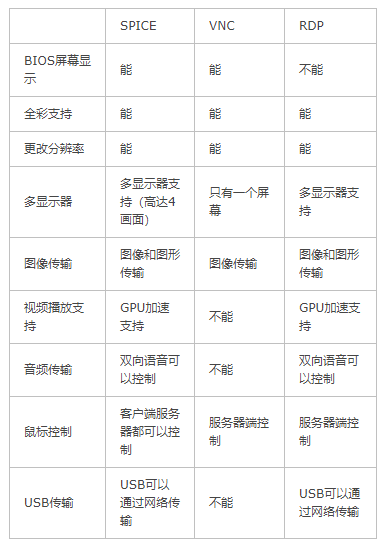 SPICE VNC RDP
BIOS屏幕显
示
能 能 不能
全彩支持 能 能 能
更改分辨率 能 能 能
多显示器
多显示器支
持（高达4
画面）
只有一个屏
幕
多显示器支
持
图像传输
图像和图形
传输
图像传输
图像和图形
传输
视频播放支
持
GPU加速
支持
不能
GPU加速
支持
音频传输
双向语音可
以控制
不能
双向语音可
以控制
鼠标控制
客户端服务
器都可以控
制
服务器端控
制
服务器端控
制
USB传输
USB可以
通过网络传
输
不能
USB可以通
过网络传输